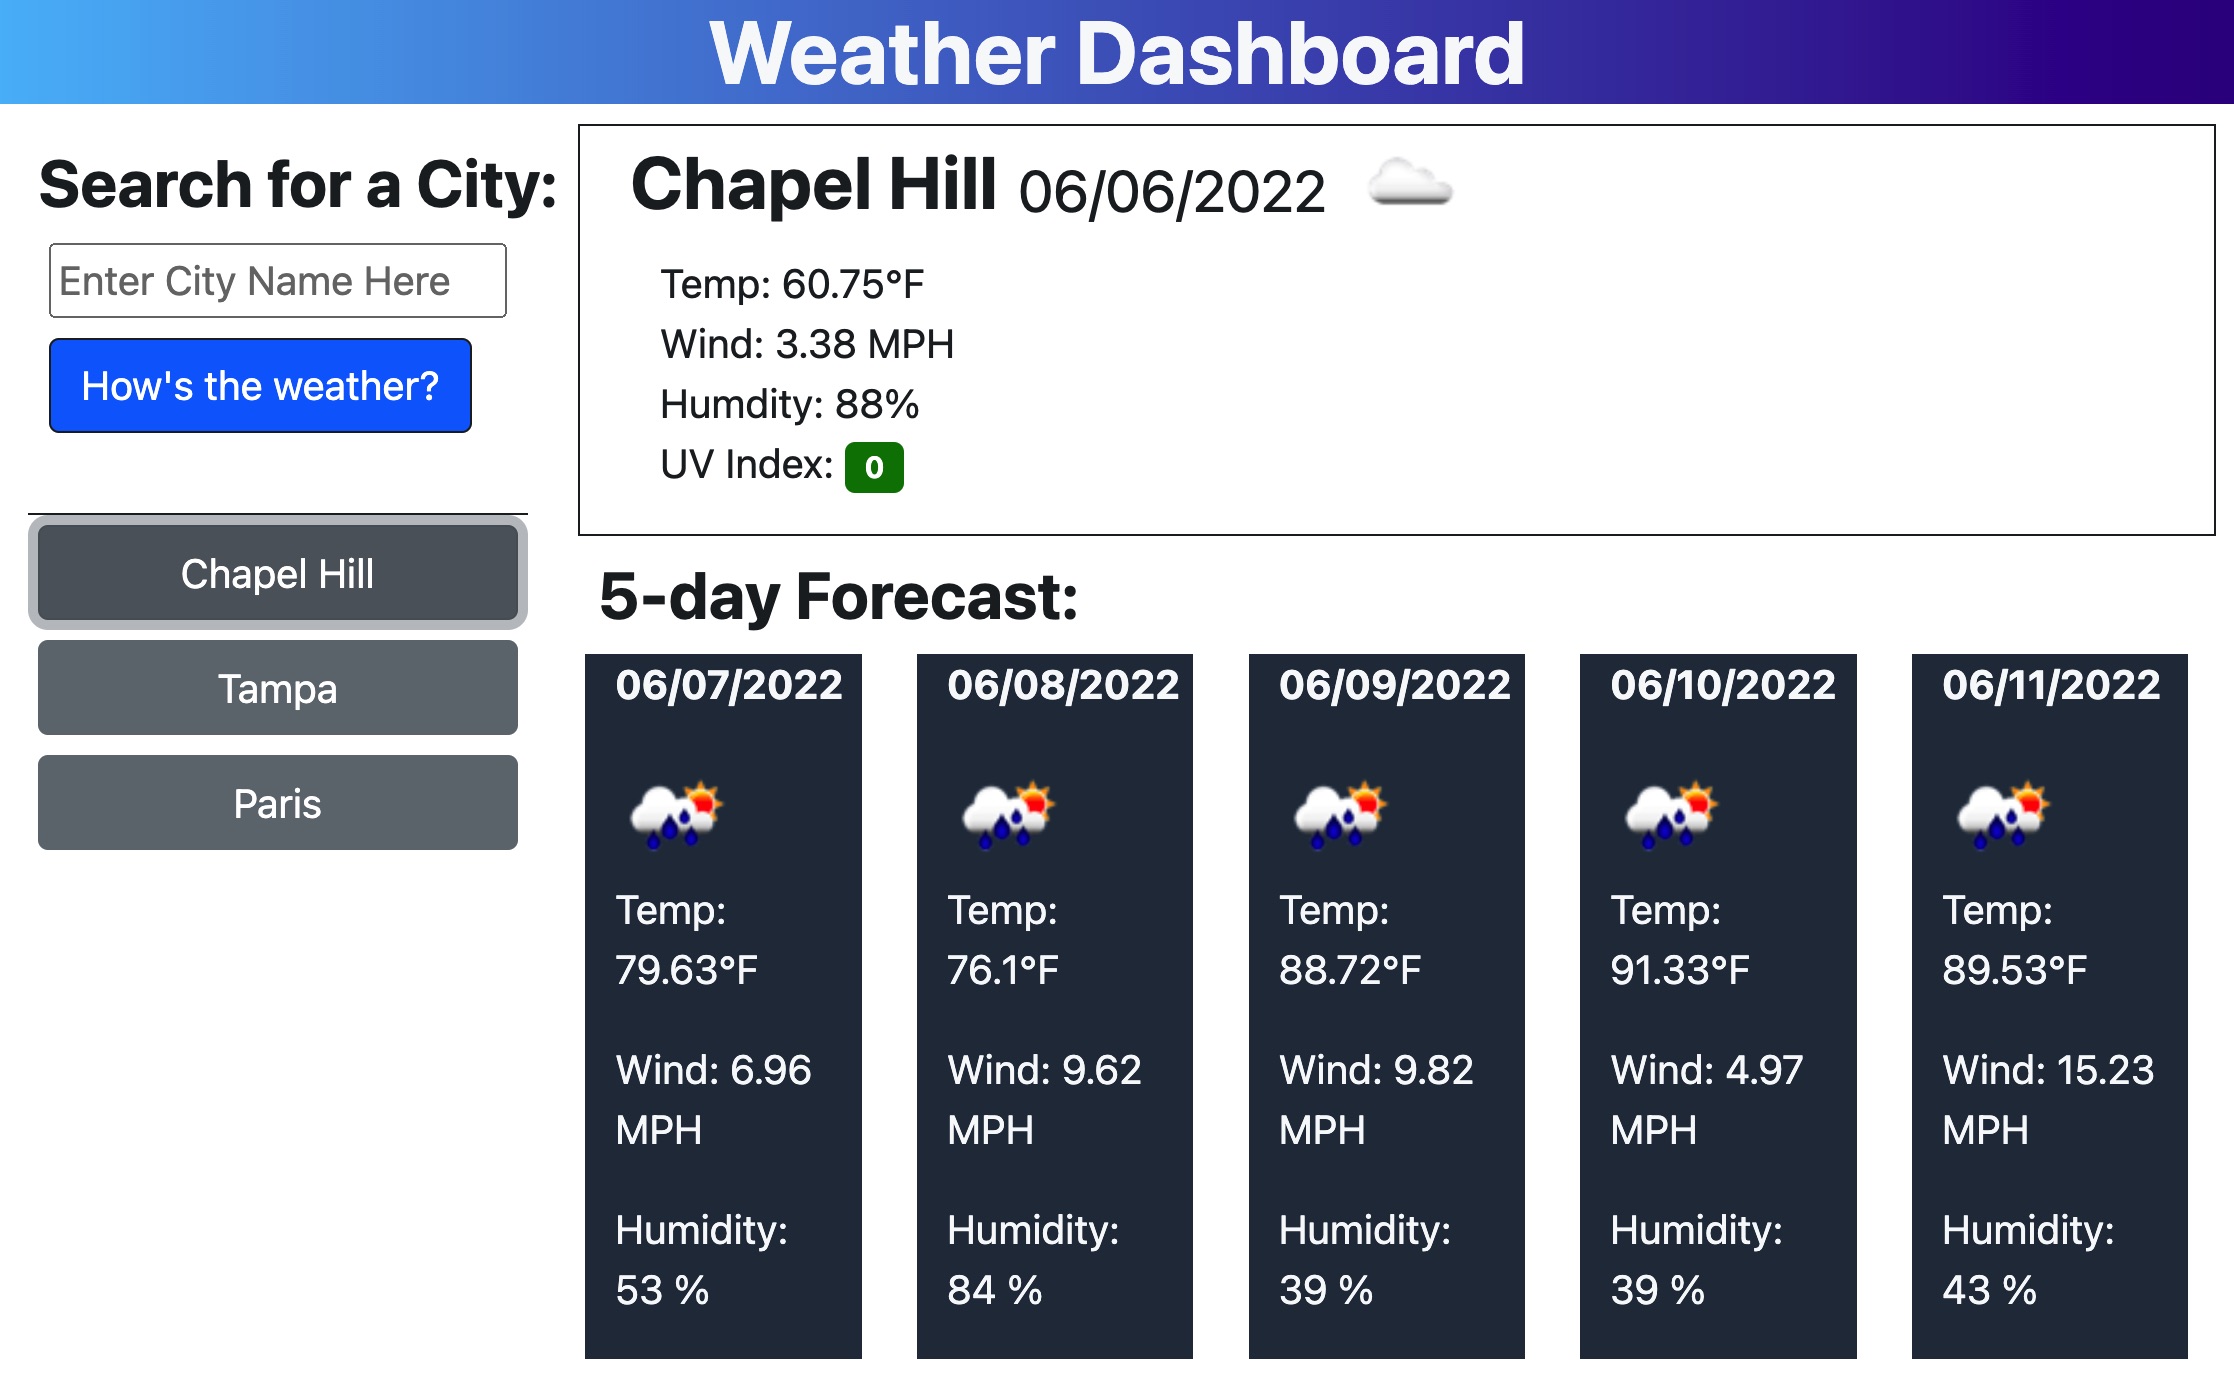 Weather Dashboard
Search for a City:
Enter City Name Here
How's the weather?
Chapel Hill
Tampa
Paris
Chapel Hill 06/06/2022
Temp: 60.75°F
Wind: 3.38 MPH
Humdity: 88%
UV Index: 0
5-day Forecast:
06/07/2022
Temp:
79.63°F
Wind: 6.96
MPH
Humidity:
53 %
06/08/2022
Temp:
76.1°F
Wind: 9.62
MPH
Humidity:
84 %
06/09/2022
Temp:
88.72°F
Wind: 9.82
MPH
Humidity:
39 %
06/10/2022
Temp:
91.33°F
Wind: 4.97
MPH
Humidity:
39 %
06/11/2022
Temp:
89.53°F
Wind: 15.23
MPH
Humidity:
43 %